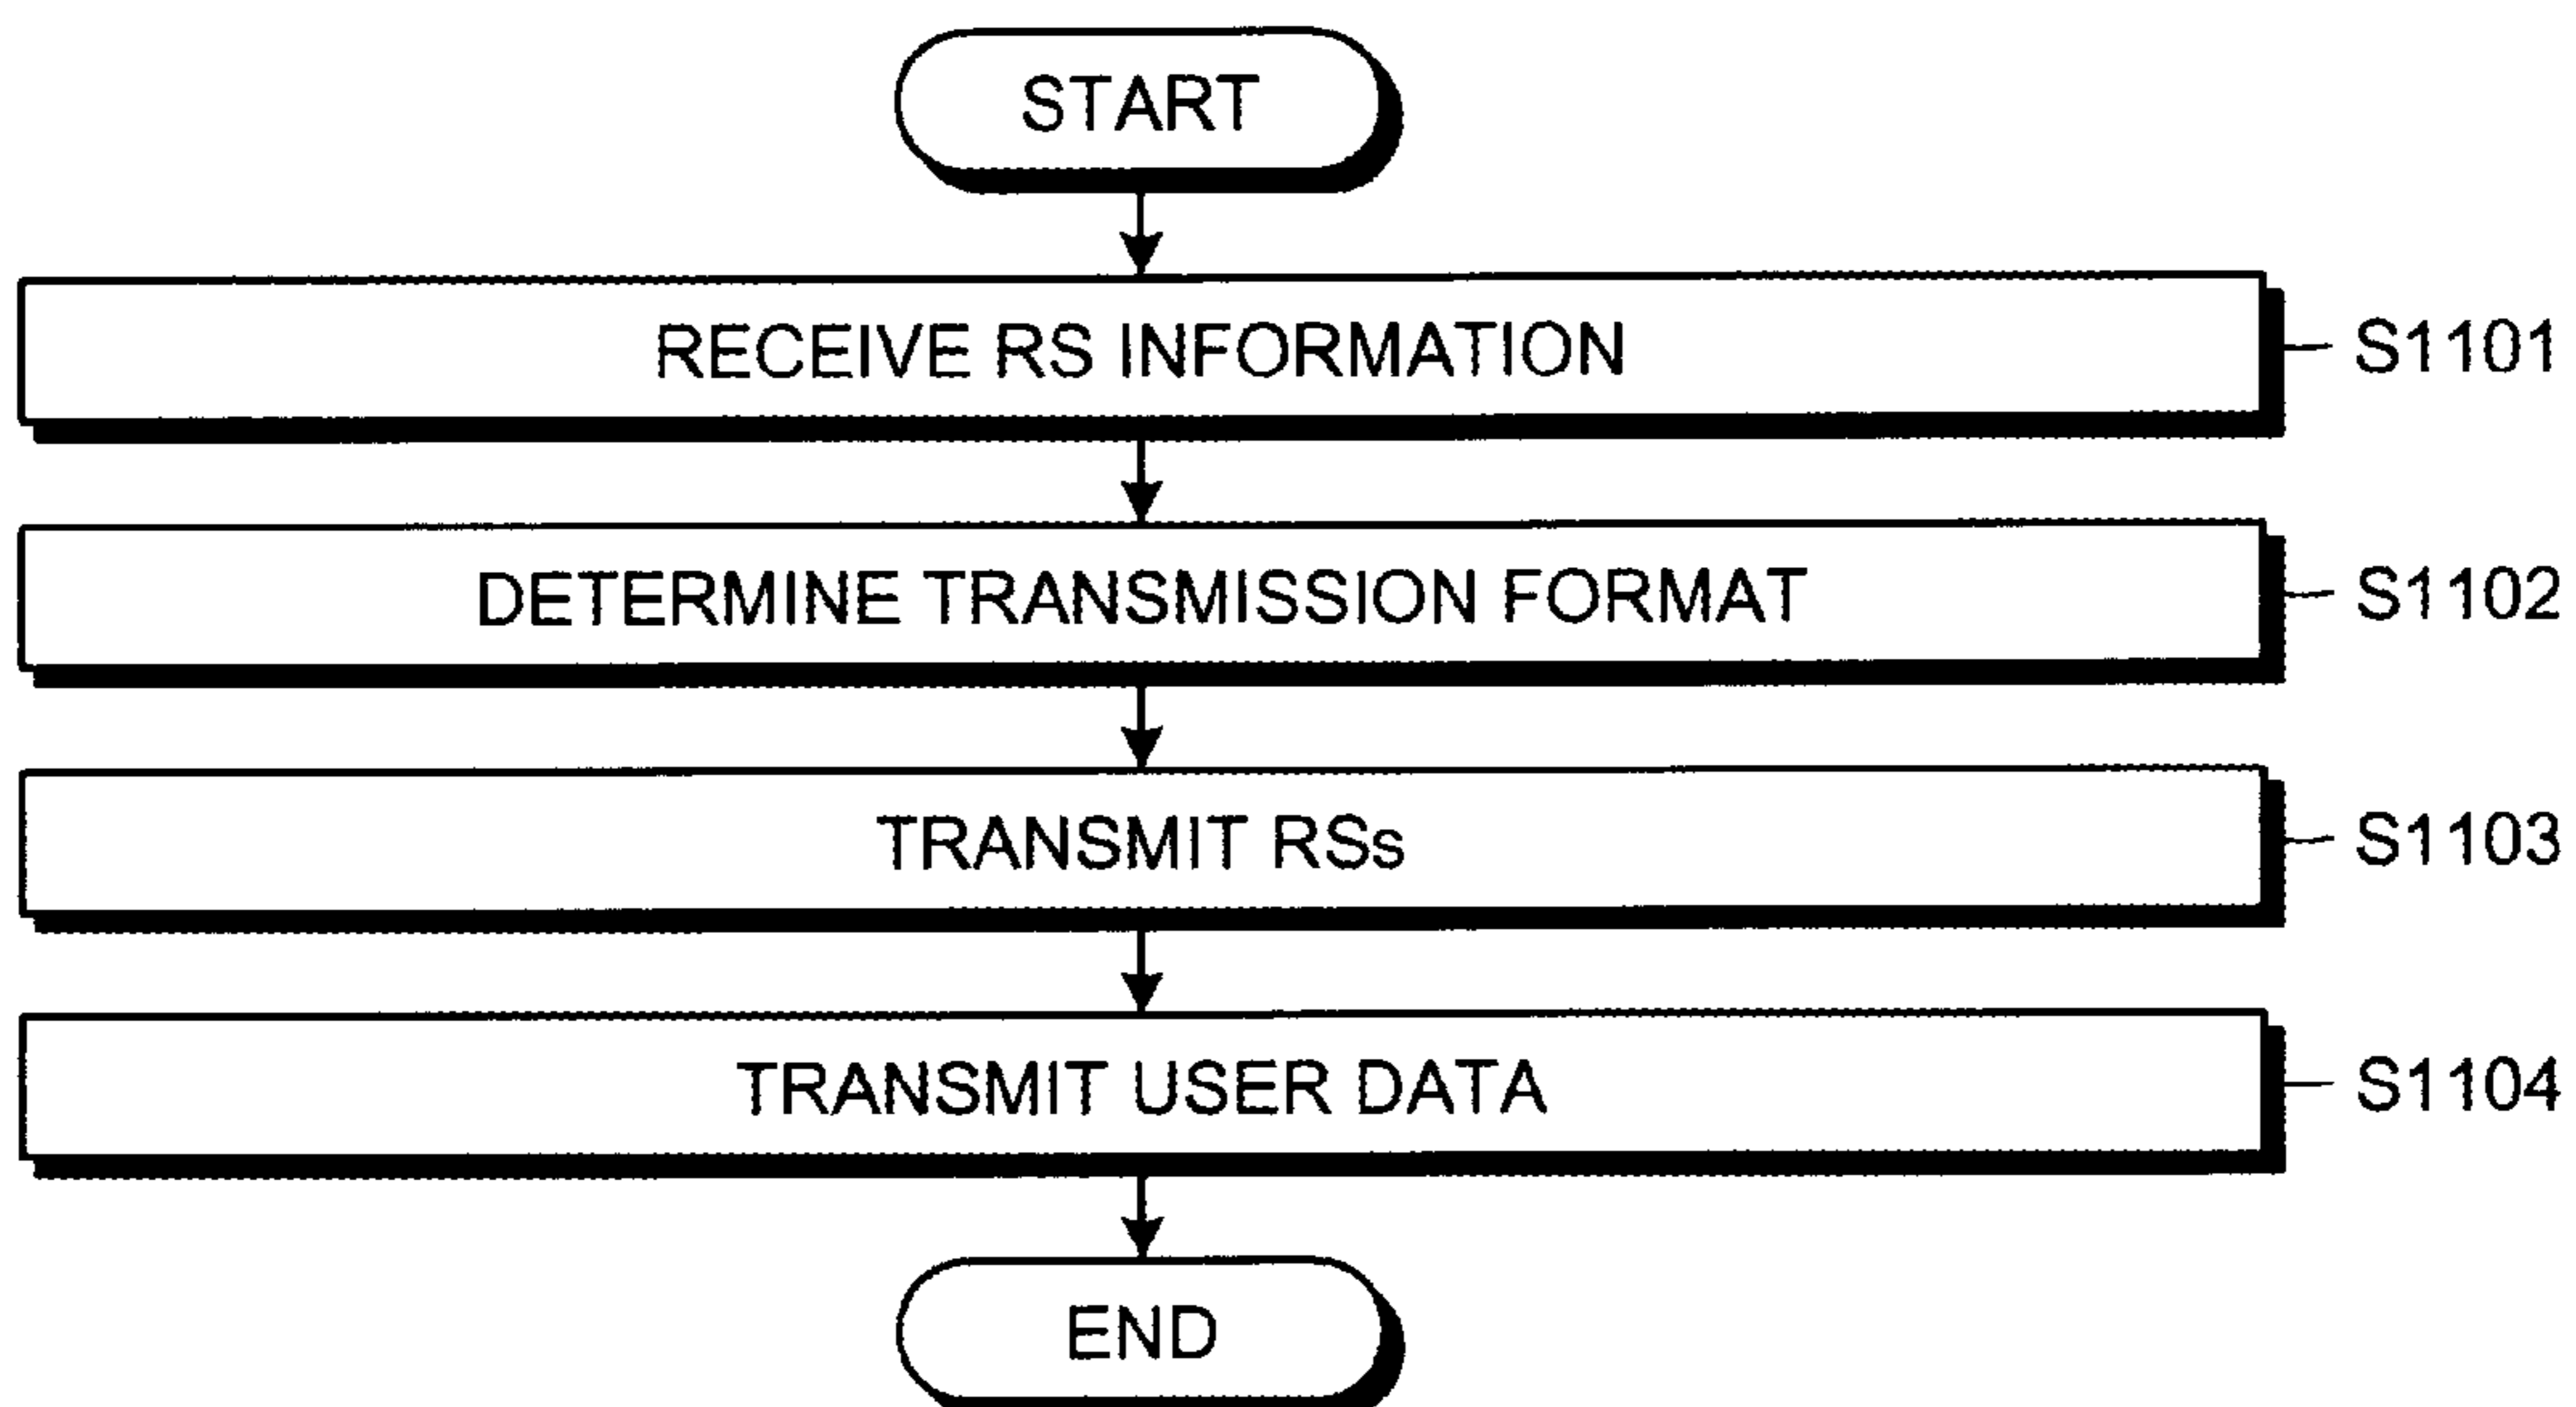 START
RECEIVE RS INFORMATION S1101
DETERMINE TRANSMISSION FORMAT S1102
TRANSMIT RSs S1103
TRANSMIT USER DATA S1104
END